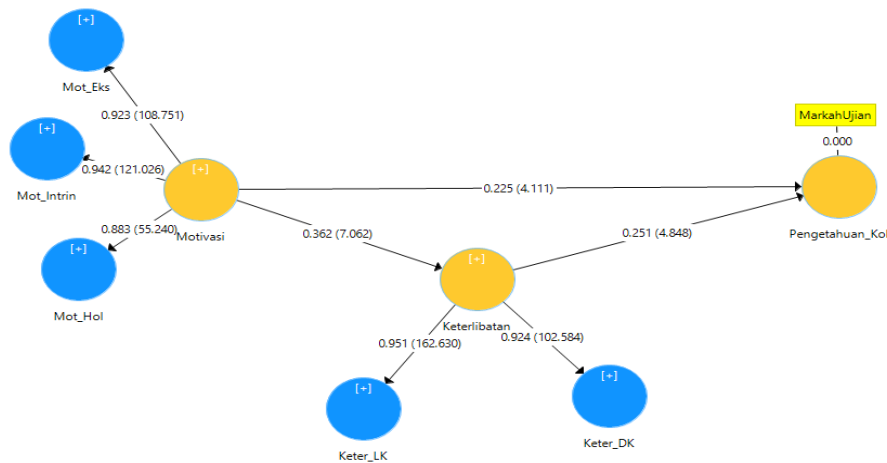 [+]
Mot_Eks
0.923 (108.751)
[+]
Mot_Intrin
0.942 (121.026)
[+]
Motivasi
0.883 (55.240)
[+]
Mot_Hol
MarkahUjian
0.000
0.225 (4.111)
Pengetahuan_Kol
0.362 (7.062)
0.251 (4.848)
[+]
Keterlibatan
0.951 (162.630)
0.924 (102.584)
[+]
Keter_LK
[+]
Keter_DK